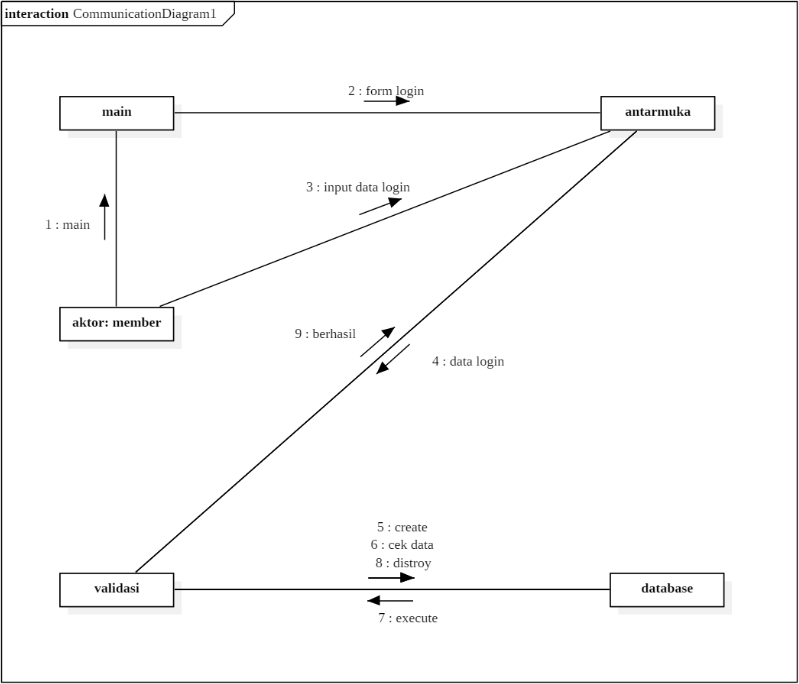 interaction CommunicationDiagram1
2 : form login
main
antarmuka
3 : input data login
1 : main
aktor: member
9 : berhasil
4 : data login
5 : create
6 : cek data
8 : distroy
validasi
database
7 : execute